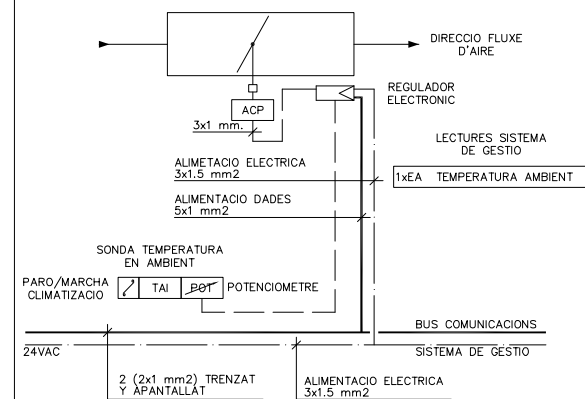 DIRECCIO FLUXE
D'AIRE
REGULADOR
ELECTRONIC
ACP
3x1 mm.
LECTURES SISTEMA
DE GESTIO
ALIMETACIO ELECTRICA
3x1.5 mm2
1xEA TEMPERATURA AMBIENT
ALIMENTACIO DADES
5x1 mm2
SONDA TEMPERATURA
EN AMBIENT
PARO/MARCHA
CLIMATIZACIO
TAI
POT
POTENCIOMETRE
BUS COMUNICACIONS
24VAC
SISTEMA DE GESTIO
2 (2x1 mm2) TRENZAT
Y APANTALLAT
ALIMENTACIO ELECTRICA
3x1.5 mm2